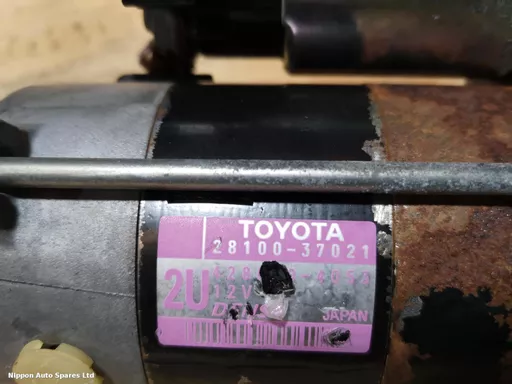 TOYOTA
28100-37021
2U
12V
JAPAN
Nippon Auto Spares Ltd